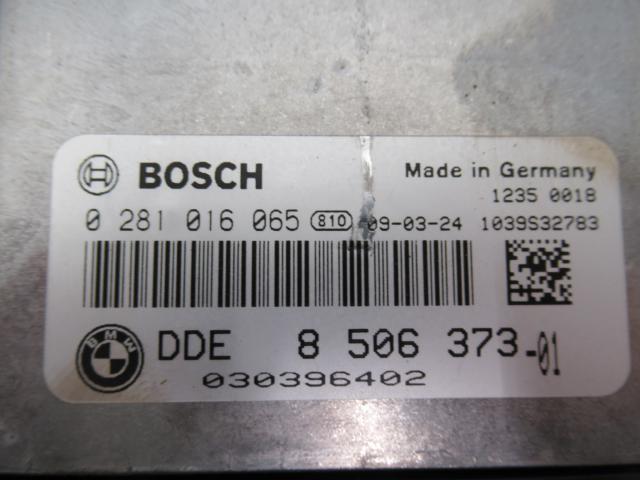 BOSCH
Made in Germany
1235 0018
0 281 016 065 810 09-03-24 1039S32783
BMW
DDE 8 506 373-01
030396402